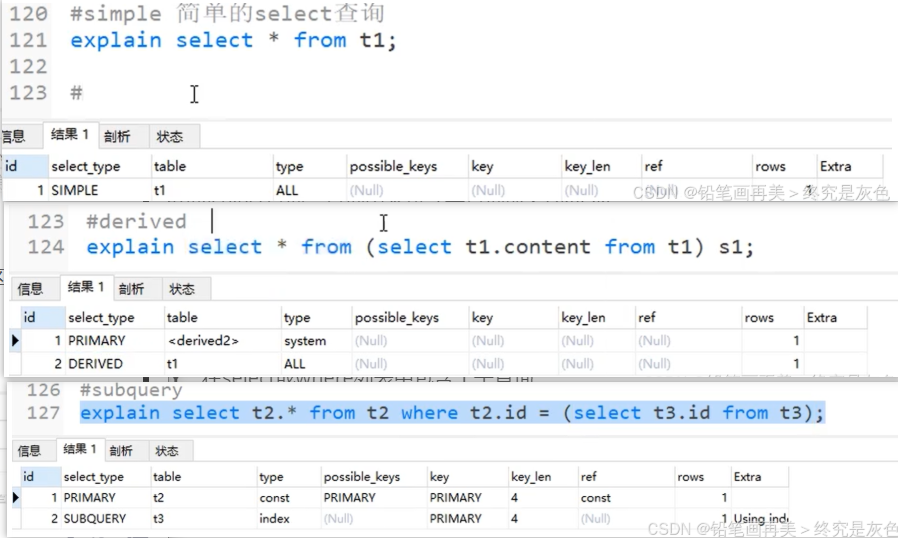 120 #simple 简单的select查询
121 explain select * from t1;
122
123 #
信息 结果 1 剖析 状态
id select_type table type possible_keys key key_len ref rows Extra
1 SIMPLE t1 ALL (Null) (Null) (Null) (Null) 1
CSDN @铅笔画再美＞终究是灰色
123 #derived
124 explain select * from (select t1.content from t1) s1;
信息 结果 1 剖析 状态
id select_type table type possible_keys key key_len ref rows Extra
1 PRIMARY <derived2> system (Null) (Null) (Null) (Null) 1
2 DERIVED t1 ALL (Null) (Null) (Null) (Null) 1
126 #subquery
127 explain select t2.* from t2 where t2.id = (select t3.id from t3);
信息 结果 1 剖析 状态
id select_type table type possible_keys key key_len ref rows Extra
1 PRIMARY t2 const PRIMARY PRIMARY 4 const 1
2 SUBQUERY t3 index (Null) PRIMARY 4 (Null) 1 Using ind
CSDN @铅笔画再美＞终究是灰色